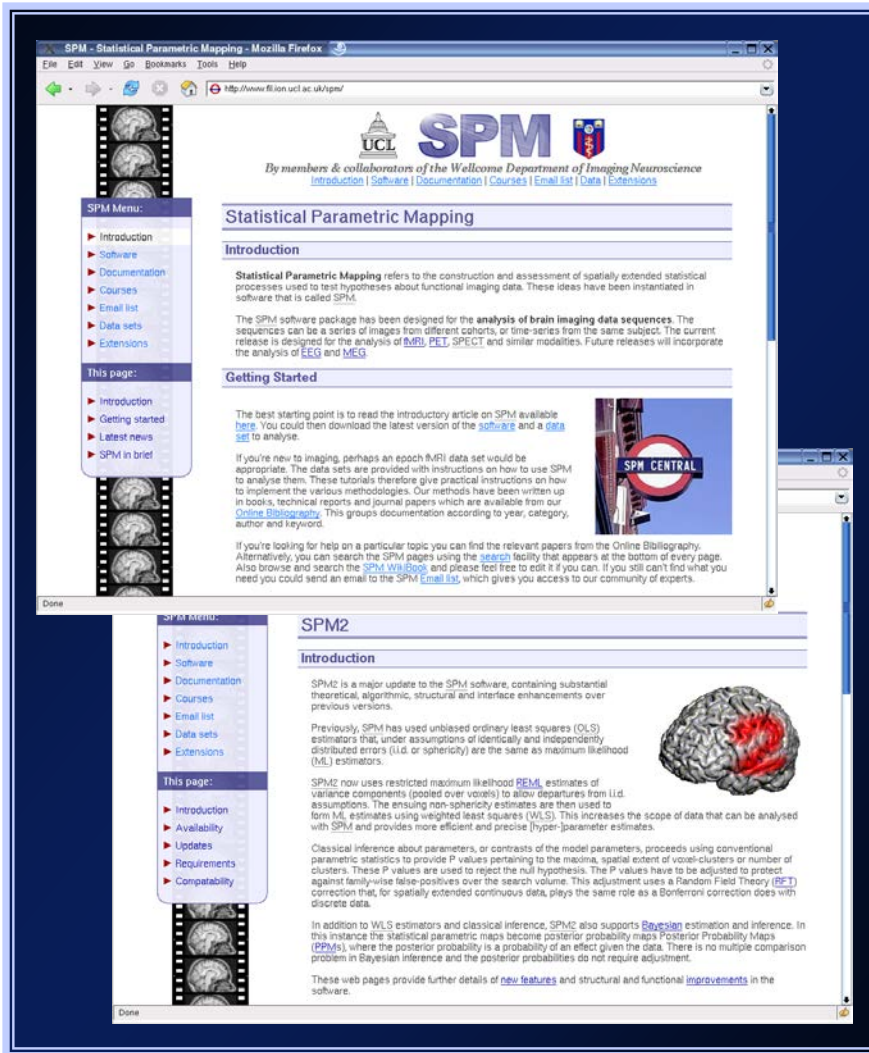 SPM - Statistical Parametric Mapping - Mozilla Firefox
File Edit View Go Bookmarks Tools Help
http://www.fil.ion.ucl.ac.uk/spm/
UCL
SPM
By members & collaborators of the Wellcome Department of Imaging Neuroscience
Introduction | Software | Documentation | Courses | Email list | Data | Extensions
SPM Menu:
Introduction
Software
Documentation
Courses
Email list
Data sets
Extensions
This page:
Introduction
Getting started
Latest news
SPM in brief
Statistical Parametric Mapping
Introduction
Statistical Parametric Mapping refers to the construction and assessment of spatially extended statistical
processes used to test hypotheses about functional imaging data. These ideas have been instantiated in
software that is called SPM.
The SPM software package has been designed for the analysis of brain imaging data sequences. The
sequences can be a series of images from different cohorts, or time-series from the same subject. The current
release is designed for the analysis of fMRI, PET, SPECT and similar modalities. Future releases will incorporate
the analysis of EEG and MEG.
Getting Started
The best starting point is to read the introductory article on SPM available
here. You could then download the latest version of the software and a data
set to analyse.
If you're new to imaging, perhaps an epoch fMRI data set would be
appropriate. The data sets are provided with instructions on how to use SPM
to analyse them. These tutorials therefore give practical instructions on how
to implement the various methodologies. Our methods have been written up
in books, technical reports and journal papers which are available from our
Online Bibliography. This groups documentation according to year, category,
author and keyword.
SPM CENTRAL
If you're looking for help on a particular topic you can find the relevant papers from the Online Bibiliography.
Alternatively, you can search the SPM pages using the search facility that appears at the bottom of every page.
Also browse and search the SPM WikiBook and please feel free to edit it if you can. If you still can't find what you
need you could send an email to the SPM Email list, which gives you access to our community of experts.
Done
SPM Menu:
Introduction
Software
Documentation
Courses
Email list
Data sets
Extensions
This page:
Introduction
Availability
Updates
Requirements
Compatability
SPM2
Introduction
SPM2 is a major update to the SPM software, containing substantial
theoretical, algorithmic, structural and interface enhancements over
previous versions.
Previously, SPM has used unbiased ordinary least squares (OLS)
estimators that, under assumptions of identically and independently
distributed errors (i.i.d. or sphericity) are the same as maximum likelihood
(ML) estimators.
SPM2 now uses restricted maximum likelihood REML estimates of
variance components (pooled over voxels) to allow departures from i.i.d.
assumptions. The ensuing non-sphericity estimates are then used to
form ML estimates using weighted least squares (WLS). This increases the scope of data that can be analysed
with SPM and provides more efficient and precise [hyper-]parameter estimates.
Classical inference about parameters, or contrasts of the model parameters, proceeds using conventional
parametric statistics to provide P values pertaining to the maxima, spatial extent of voxel-clusters or number of
clusters. These P values are used to reject the null hypothesis. The P values have to be adjusted to protect
against family-wise false-positives over the search volume. This adjustment uses a Random Field Theory (RFT)
correction that, for spatially extended continuous data, plays the same role as a Bonferroni correction does with
discrete data.
In addition to WLS estimators and classical inference, SPM2 also supports Bayesian estimation and inference. In
this instance the statistical parametric maps become posterior probability maps Posterior Probability Maps
(PPMs), where the posterior probability is a probability of an effect given the data. There is no multiple comparison
problem in Bayesian inference and the posterior probabilities do not require adjustment.
These web pages provide further details of new features and structural and functional improvements in the
software.
Done